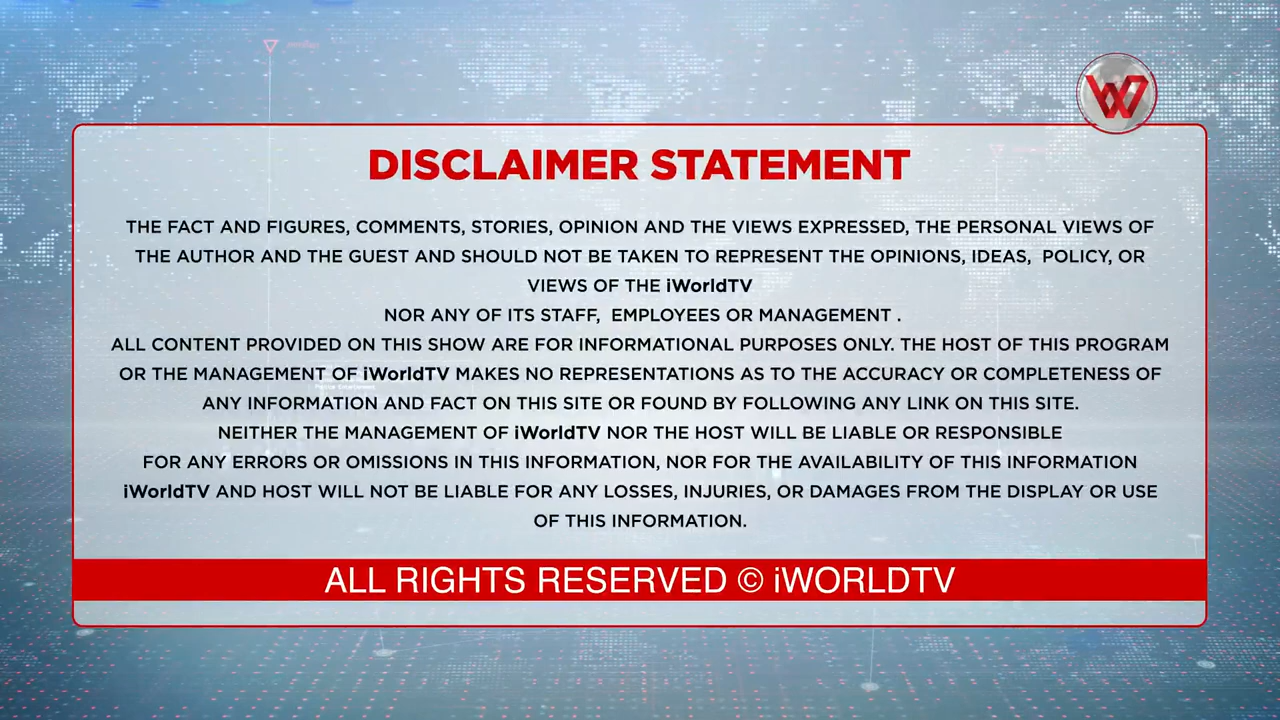 DISCLAIMER STATEMENT
THE FACT AND FIGURES, COMMENTS, STORIES, OPINION AND THE VIEWS EXPRESSED, THE PERSONAL VIEWS OF
THE AUTHOR AND THE GUEST AND SHOULD NOT BE TAKEN TO REPRESENT THE OPINIONS, IDEAS,  POLICY, OR
VIEWS OF THE iWorldTV
NOR ANY OF ITS STAFF,  EMPLOYEES OR MANAGEMENT .
ALL CONTENT PROVIDED ON THIS SHOW ARE FOR INFORMATIONAL PURPOSES ONLY. THE HOST OF THIS PROGRAM
OR THE MANAGEMENT OF iWorldTV MAKES NO REPRESENTATIONS AS TO THE ACCURACY OR COMPLETENESS OF
ANY INFORMATION AND FACT ON THIS SITE OR FOUND BY FOLLOWING ANY LINK ON THIS SITE.
NEITHER THE MANAGEMENT OF iWorldTV NOR THE HOST WILL BE LIABLE OR RESPONSIBLE
FOR ANY ERRORS OR OMISSIONS IN THIS INFORMATION, NOR FOR THE AVAILABILITY OF THIS INFORMATION
iWorldTV AND HOST WILL NOT BE LIABLE FOR ANY LOSSES, INJURIES, OR DAMAGES FROM THE DISPLAY OR USE
OF THIS INFORMATION.
ALL RIGHTS RESERVED © iWORLDTV